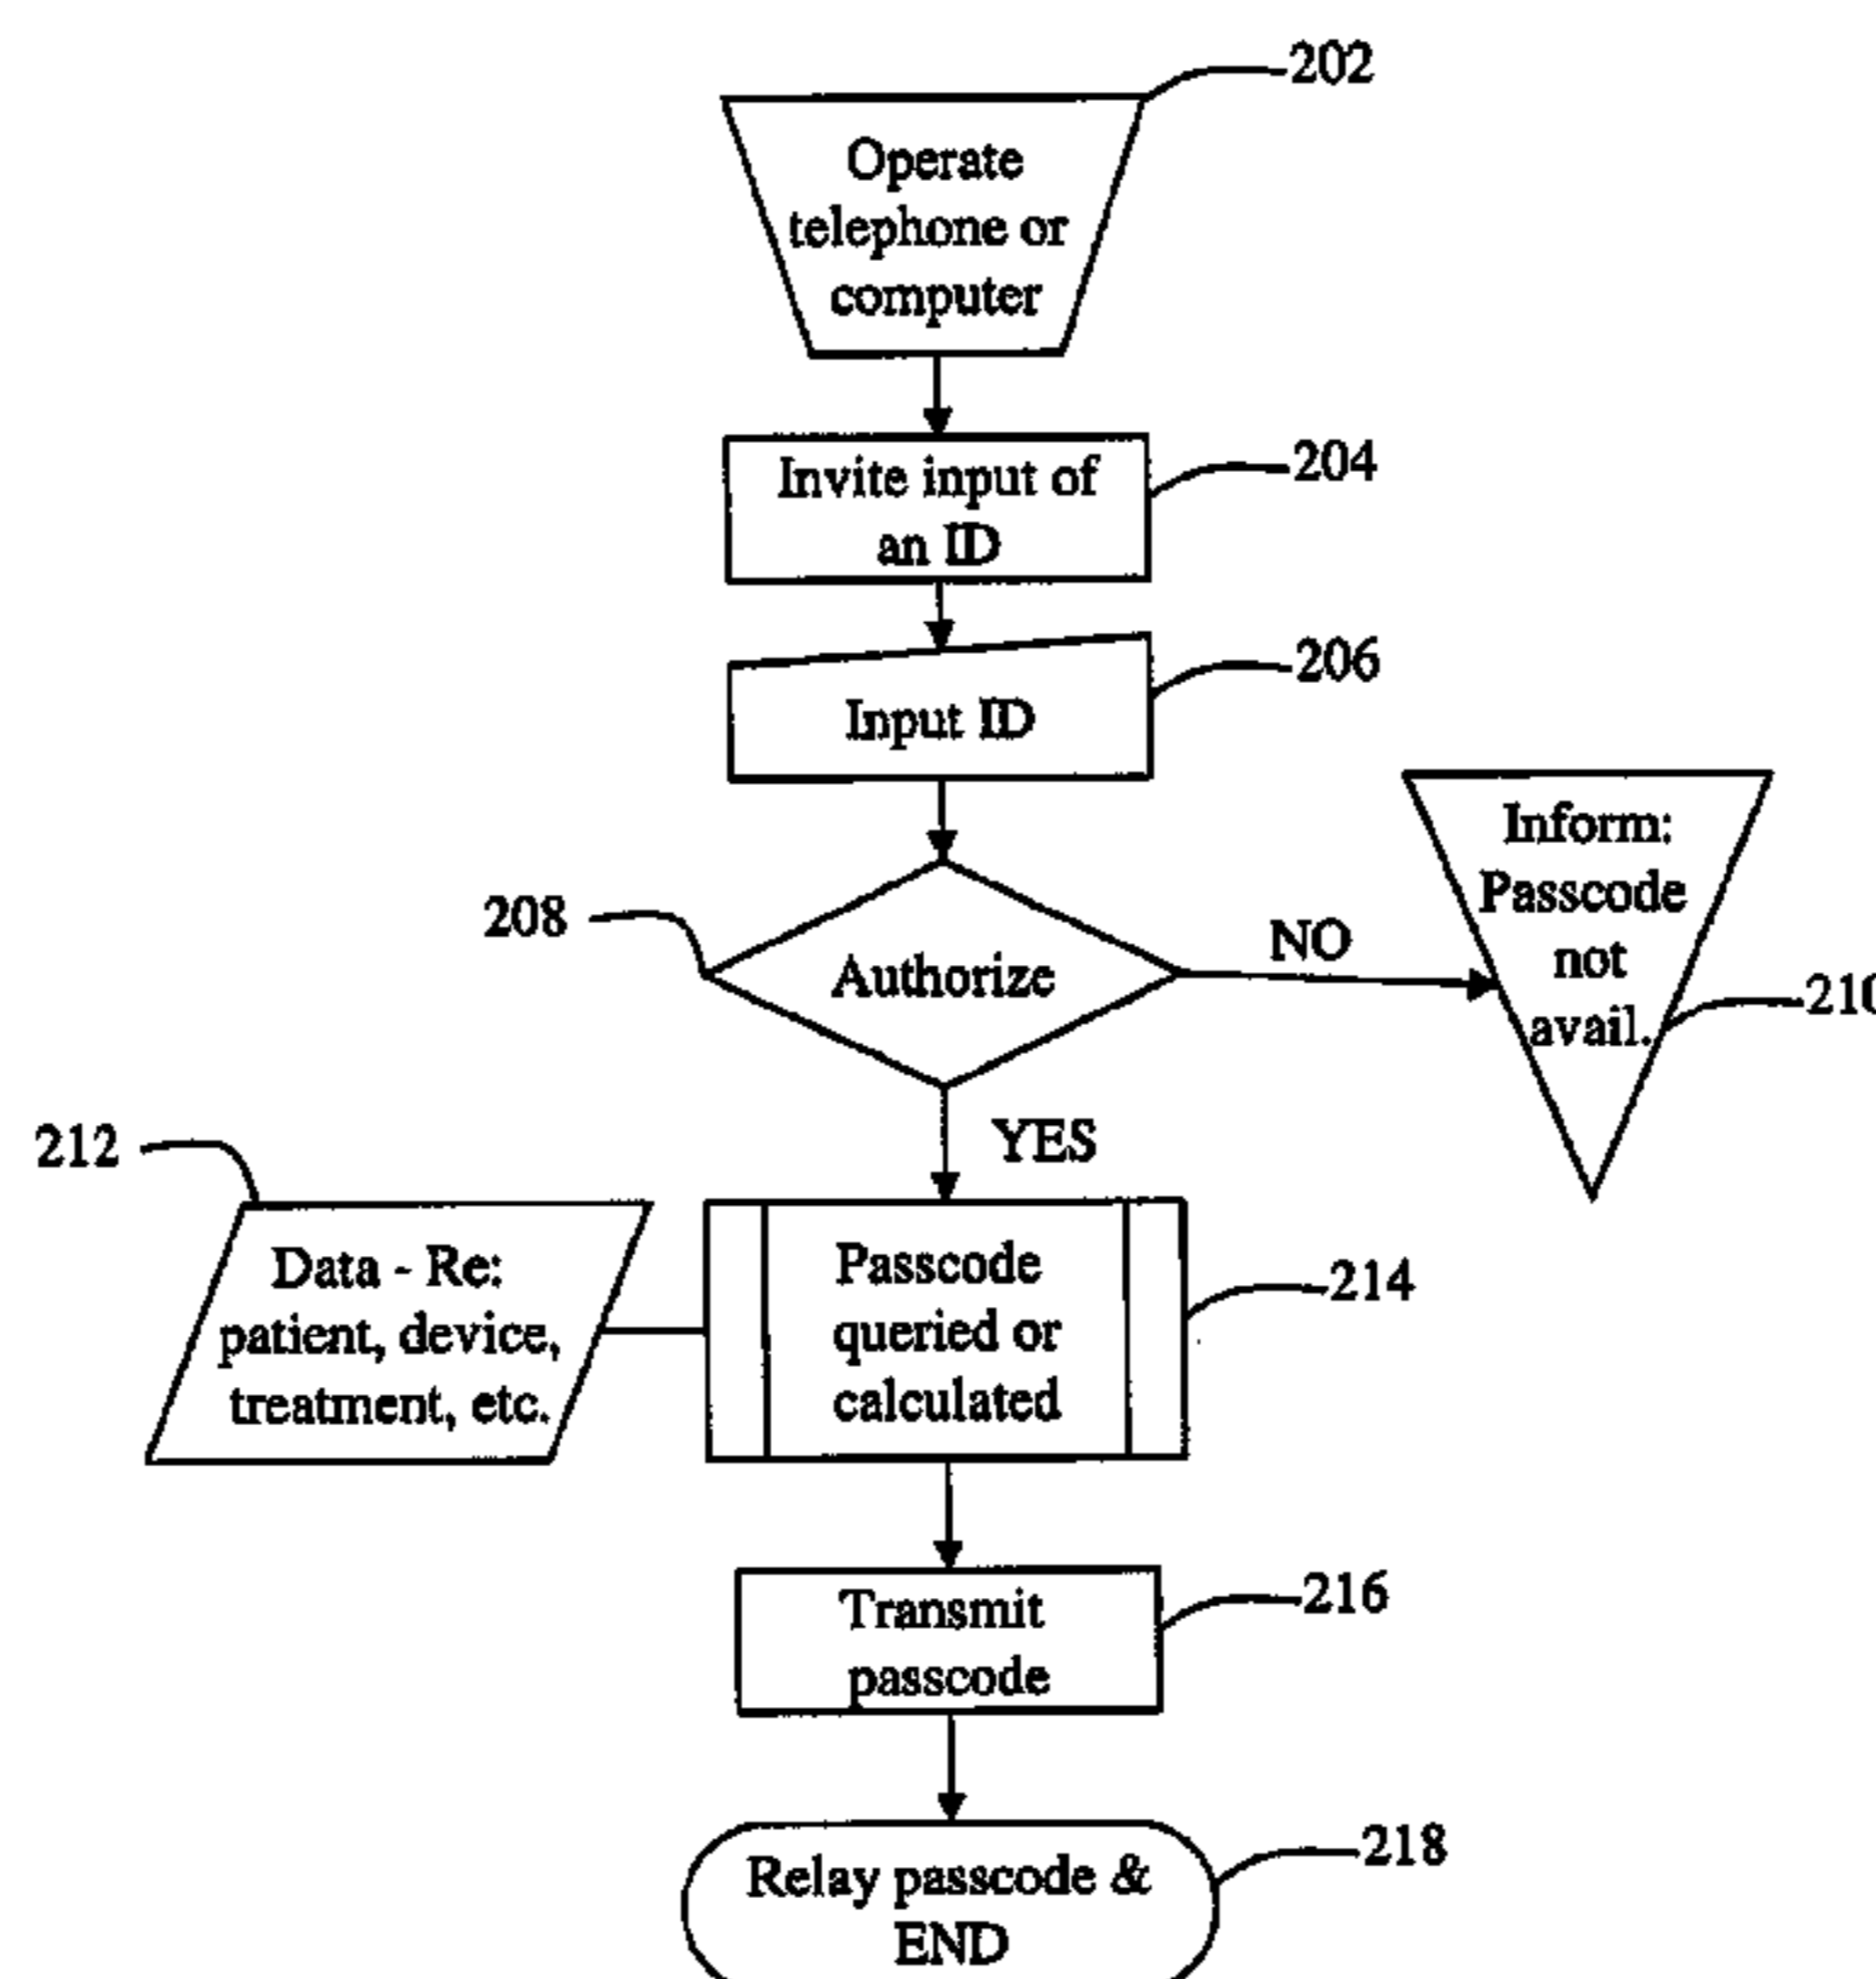 202
Operate
telephone or
computer
204
Invite input of
an ID
206
Input ID
208
Authorize
NO
Inform:
Passcode
not
avail.
210
YES
212
Data - Re:
patient, device,
treatment, etc.
Passcode
queried or
calculated
214
Transmit
passcode
216
Relay passcode &
END
218